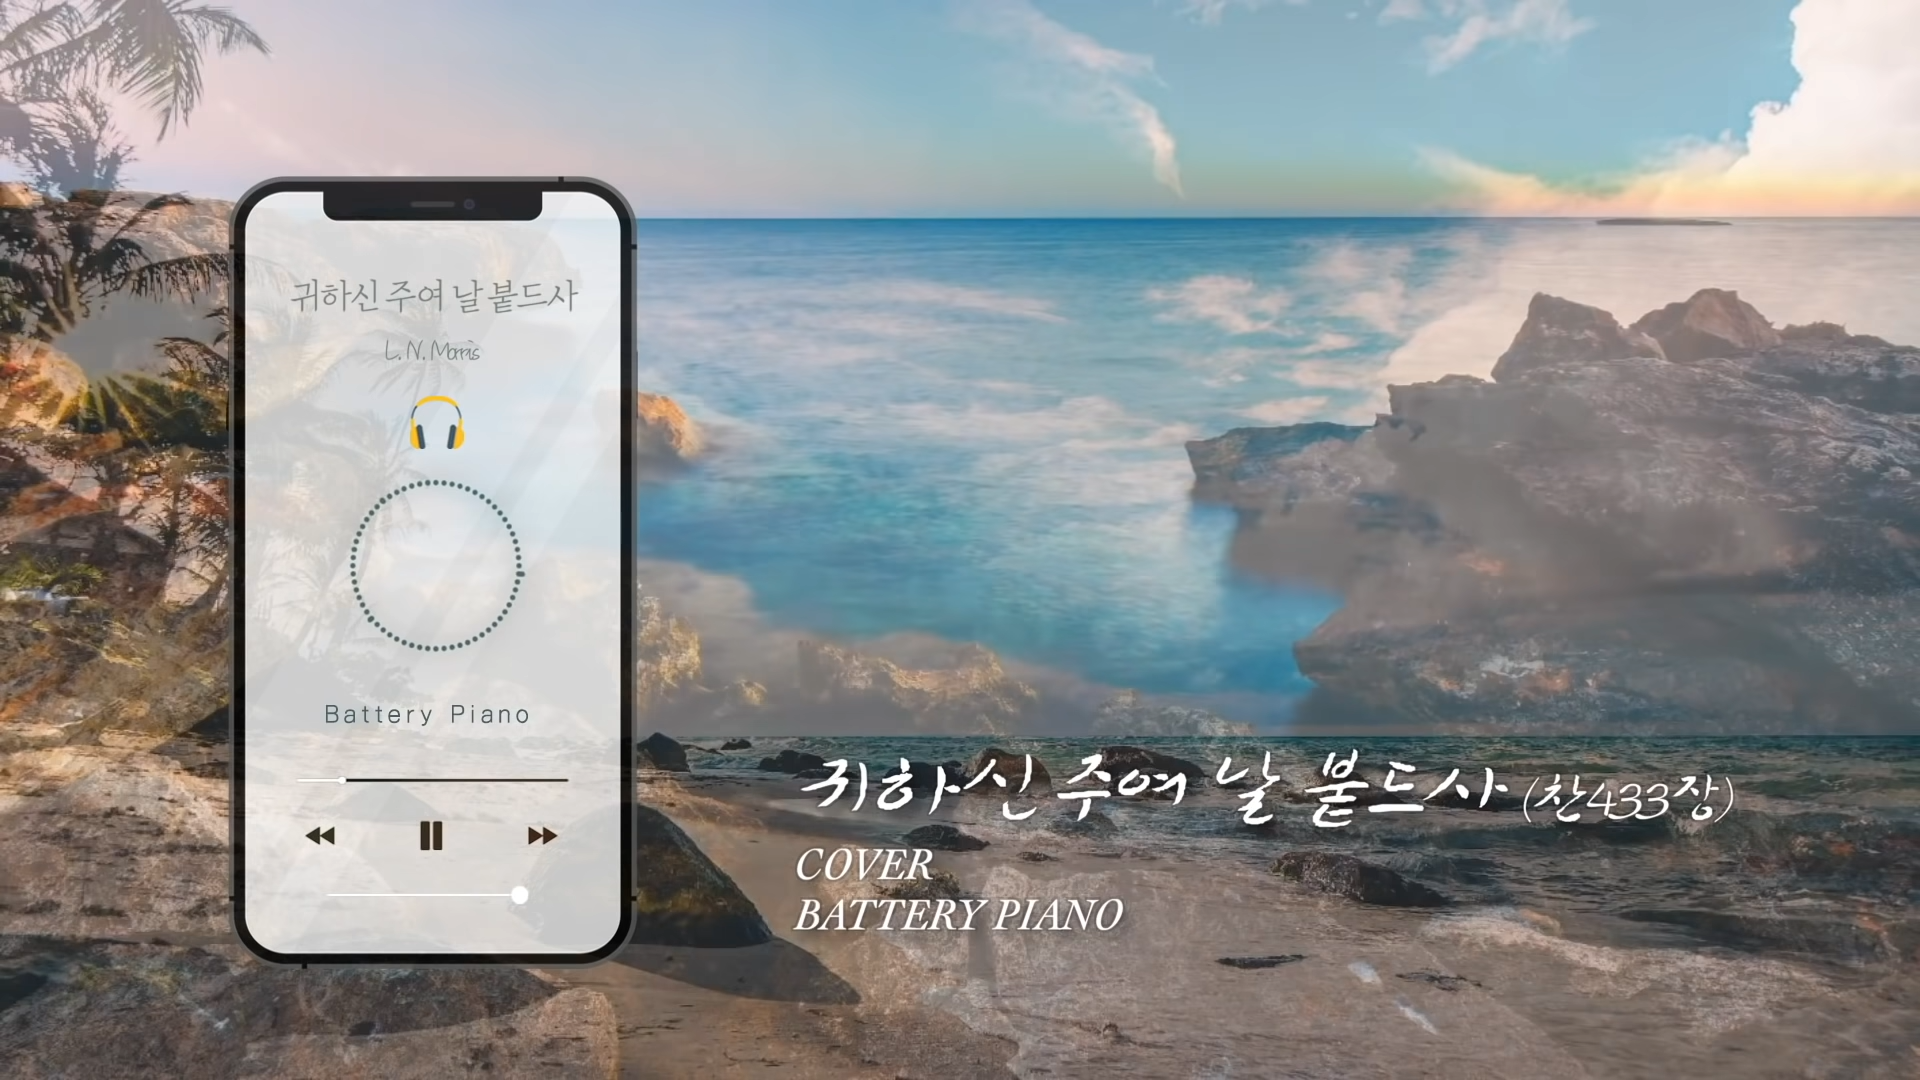 귀하신 주여 날 붙드사
L. N. Morris
Battery Piano
귀하신 주여 날 붙드사 (찬433장)
COVER
BATTERY PIANO